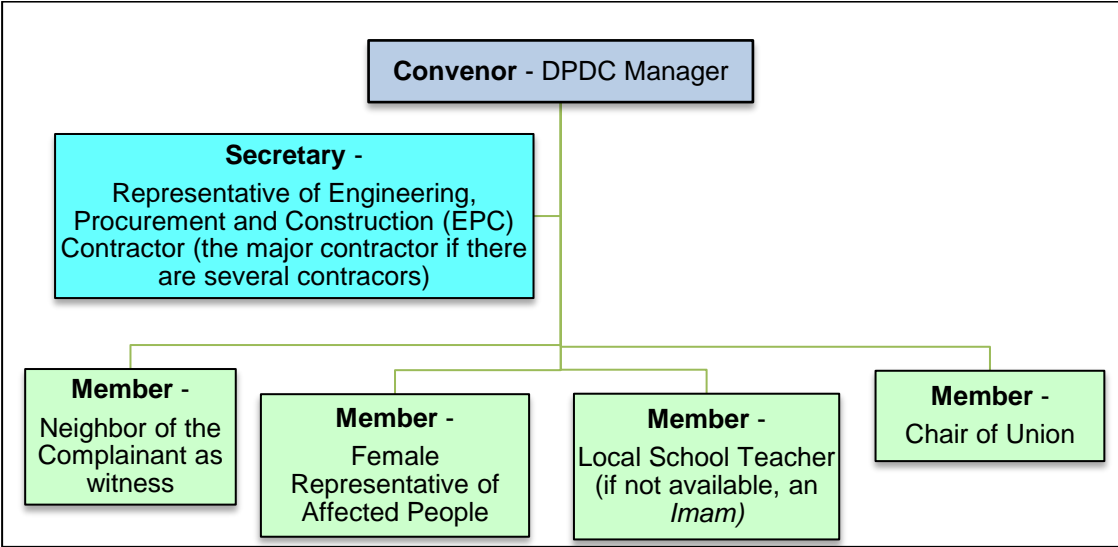 Convenor - DPDC Manager
Secretary -
Representative of Engineering,
Procurement and Construction (EPC)
Contractor (the major contractor if there
are several contracors)
Member -
Neighbor of the
Complainant as
witness
Member -
Female
Representative of
Affected People
Member -
Local School Teacher
(if not available, an
Imam)
Member -
Chair of Union